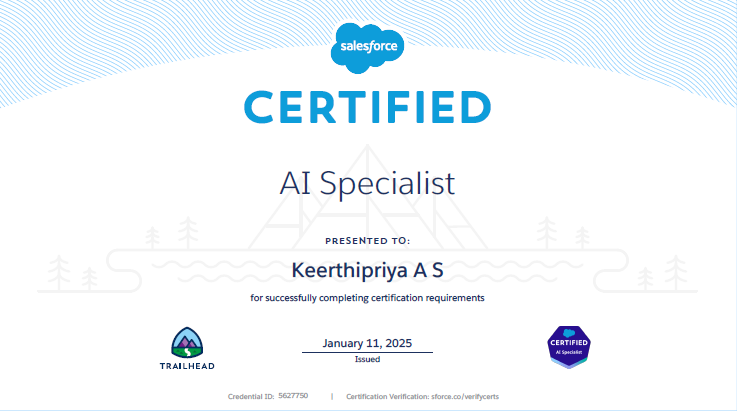 salesforce
CERTIFIED
AI Specialist
PRESENTED TO:
Keerthipriya A S
for successfully completing certification requirements
January 11, 2025
Issued
TRAILHEAD
CERTIFIED
AI Specialist
Credential ID: 5627750 | Certification Verification: sforce.co/verifycerts